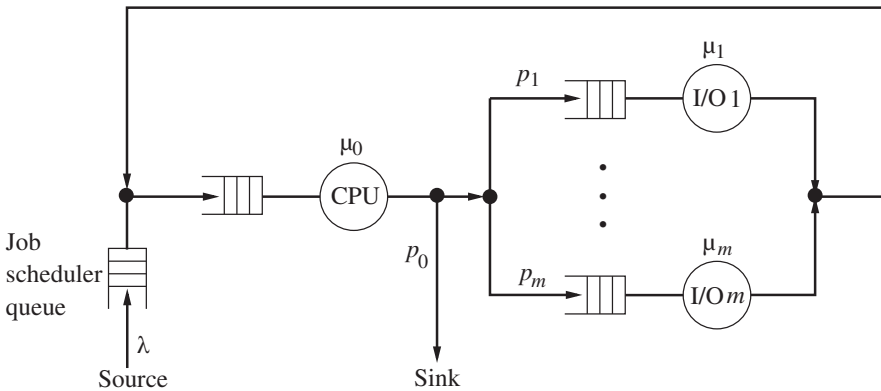 μ₁
p₁
I/O 1
μ₀
CPU
Job
scheduler
queue
p₀
pₘ
μₘ
I/O m
λ
Source
Sink